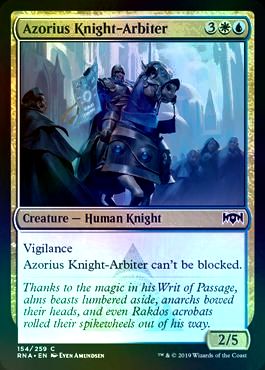 Azorius Knight-Arbiter 3
Creature — Human Knight
Vigilance
Azorius Knight-Arbiter can't be blocked.
Thanks to the magic in his Writ of Passage,
alms beasts lumbered aside, anarchs bowed
their heads, and even Rakdos acrobats
rolled their spikewheels out of his way.
2/5
154/259 C
RNA • EN Even Amundsen
™ & © 2019 Wizards of the Coast